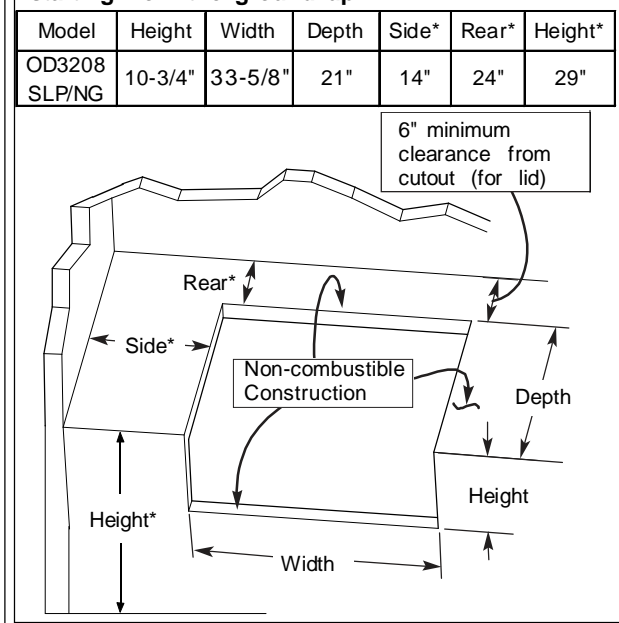 Model Height Width Depth Side* Rear* Height*
OD3208 SLP/NG 10-3/4" 33-5/8" 21" 14" 24" 29"
6" minimum
clearance from
cutout (for lid)
Rear*
Side*
Non-combustible
Construction
Depth
Height
Height*
Width